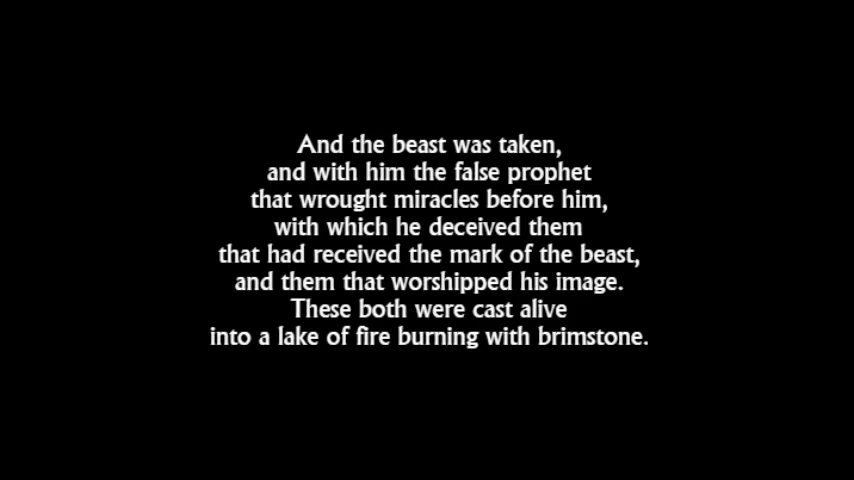 And the beast was taken,
and with him the false prophet
that wrought miracles before him,
with which he deceived them
that had received the mark of the beast,
and them that worshipped his image.
These both were cast alive
into a lake of fire burning with brimstone.